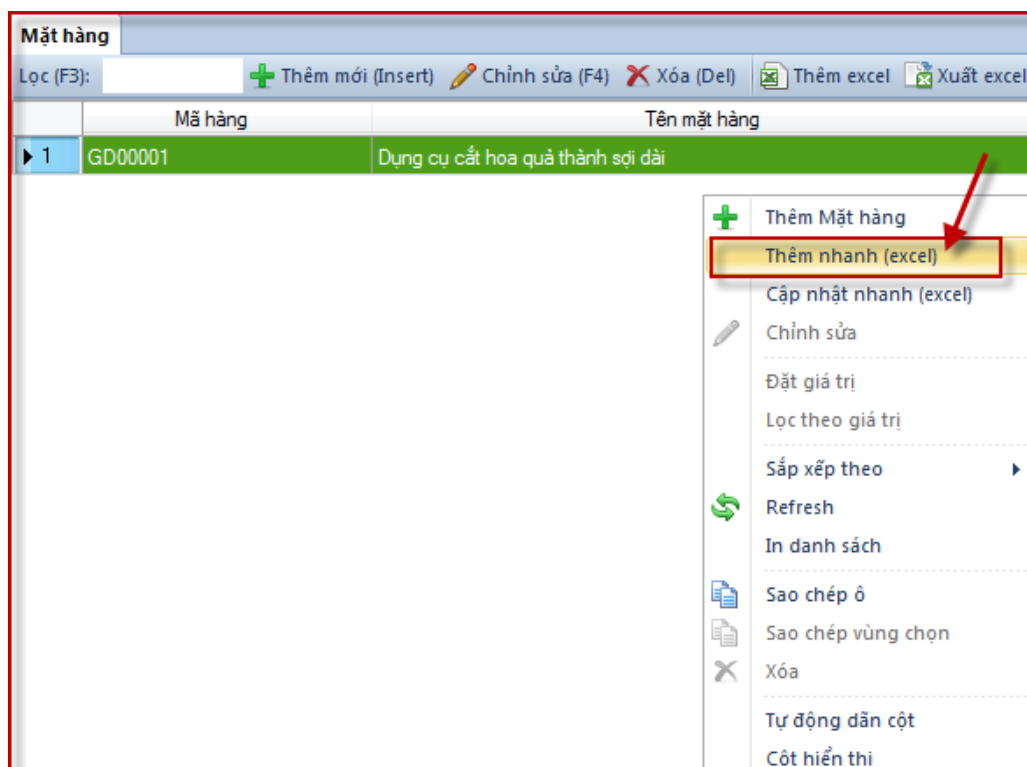 Mặt hàng
Lọc (F3): Thêm mới (Insert) Chỉnh sửa (F4) Xóa (Del) Thêm excel Xuất excel
Mã hàng Tên mặt hàng
1 GD00001 Dụng cụ cắt hoa quả thành sợi dài
Thêm Mặt hàng
Thêm nhanh (excel)
Cập nhật nhanh (excel)
Chỉnh sửa
Đặt giá trị
Lọc theo giá trị
Sắp xếp theo
Refresh
In danh sách
Sao chép ô
Sao chép vùng chọn
Xóa
Tự động dãn cột
Cột hiển thị